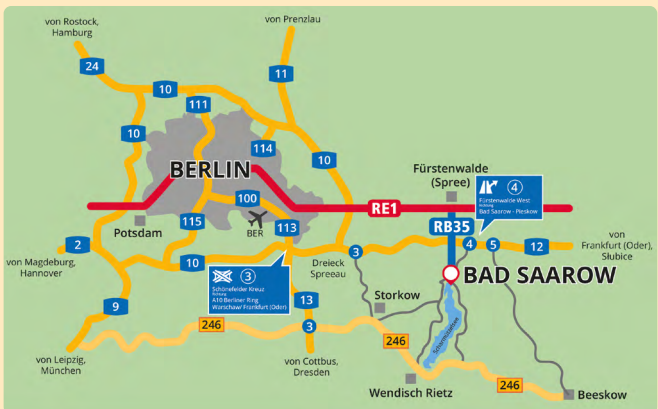 von Rostock,
Hamburg
von Prenzlau
24
10
11
111
10
114
10
BERLIN
Fürstenwalde
(Spree)
4
Fürstenwalde West
Richtung
Bad Saarow - Pieskow
100
RE1
BER
RB35
Potsdam
115
113
2
10
Dreieck
Spreeau
3
4
5
12
von
Frankfurt (Oder),
Słubice
von Magdeburg,
Hannover
3
Schönefelder Kreuz
Richtung
A10 Berliner Ring
Warschau/ Frankfurt (Oder)
BAD SAAROW
9
13
Storkow
Scharmützelsee
246
3
246
von Leipzig,
München
von Cottbus,
Dresden
Wendisch Rietz
246
Beeskow